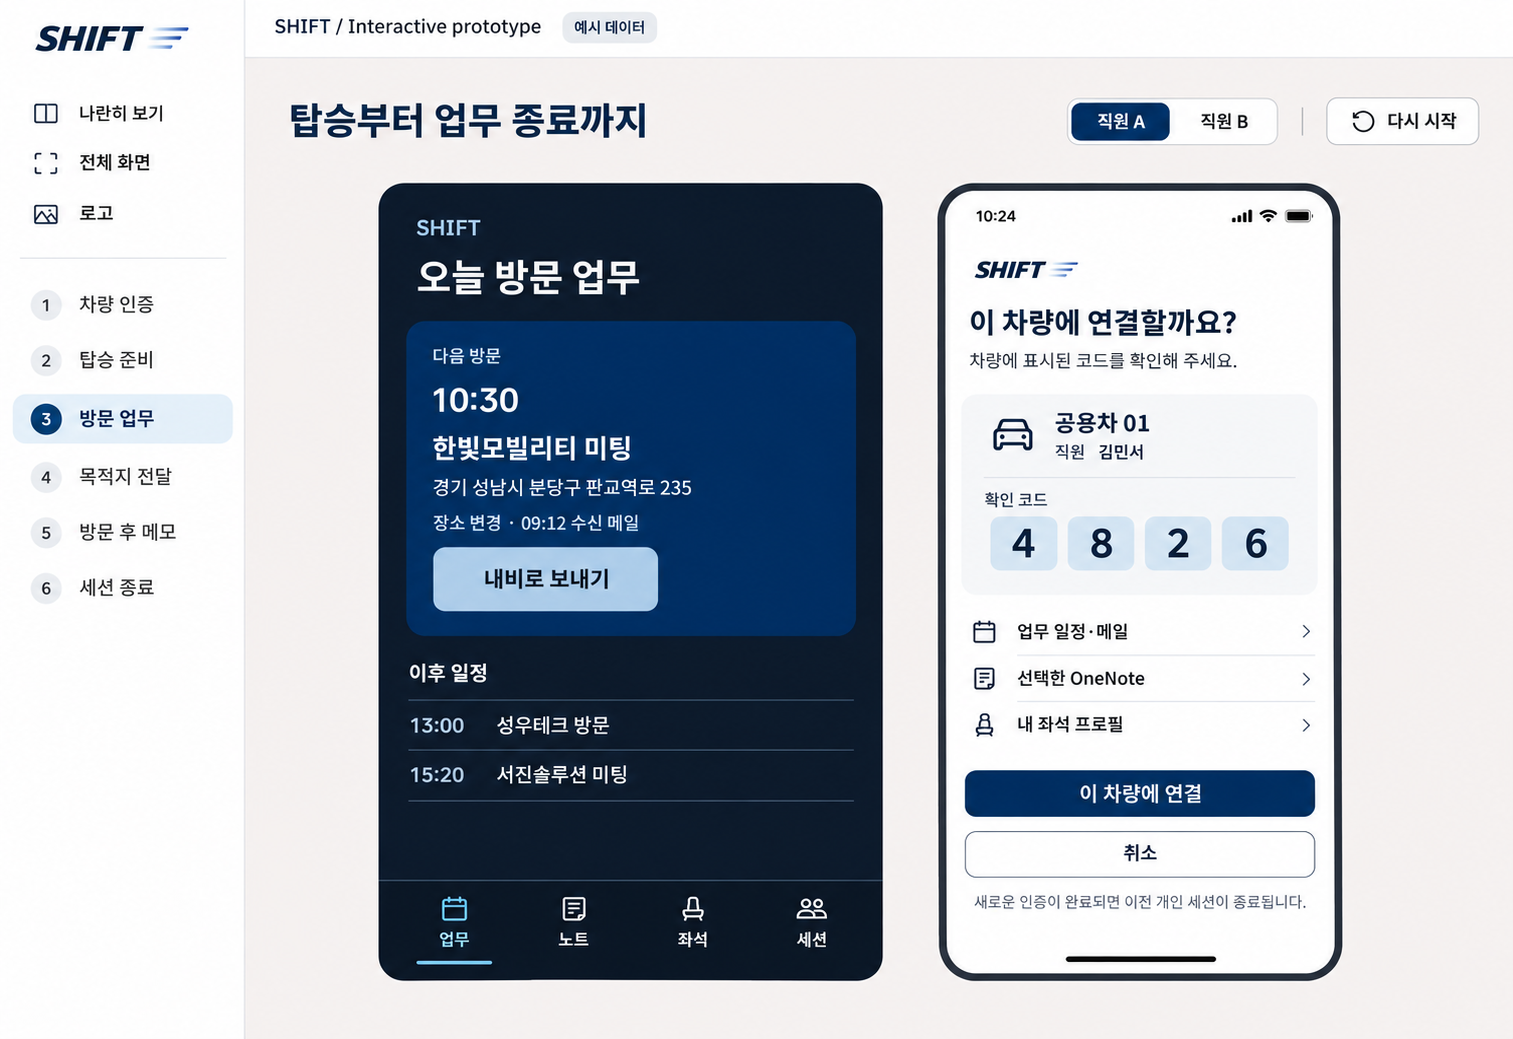 SHIFT
나란히 보기
전체 화면
로고
1 차량 인증
2 탑승 준비
3 방문 업무
4 목적지 전달
5 방문 후 메모
6 세션 종료
SHIFT / Interactive prototype 예시 데이터
탑승부터 업무 종료까지
직원 A 직원 B 다시 시작
SHIFT
오늘 방문 업무
다음 방문
10:30
한빛모빌리티 미팅
경기 성남시 분당구 판교역로 235
장소 변경 · 09:12 수신 메일
내비로 보내기
이후 일정
13:00 성우테크 방문
15:20 서진솔루션 미팅
업무 노트 좌석 세션
10:24
SHIFT
이 차량에 연결할까요?
차량에 표시된 코드를 확인해 주세요.
공용차 01
직원 김민서
확인 코드
4 8 2 6
업무 일정·메일
선택한 OneNote
내 좌석 프로필
이 차량에 연결
취소
새로운 인증이 완료되면 이전 개인 세션이 종료됩니다.